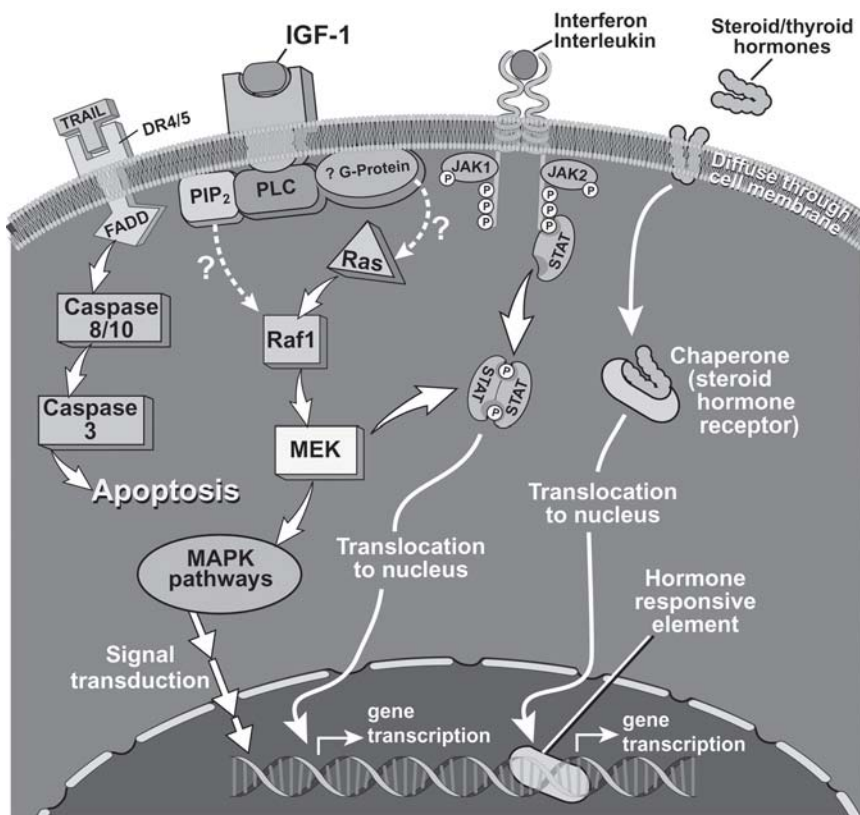 IGF-1
Interferon
Interleukin
Steroid/thyroid
hormones
TRAIL
DR4/5
FADD
PIP2
PLC
? G-Protein
JAK1
P
P
P
P
JAK2
P
P
P
P
STAT
Diffuse through
cell membrane
?
?
Ras
Caspase
8/10
Raf1
STAT
P
STAT
P
Chaperone
(steroid
hormone
receptor)
Caspase
3
MEK
Apoptosis
MAPK
pathways
Translocation
to nucleus
Translocation
to nucleus
Hormone
responsive
element
Signal
transduction
gene
transcription
gene
transcription